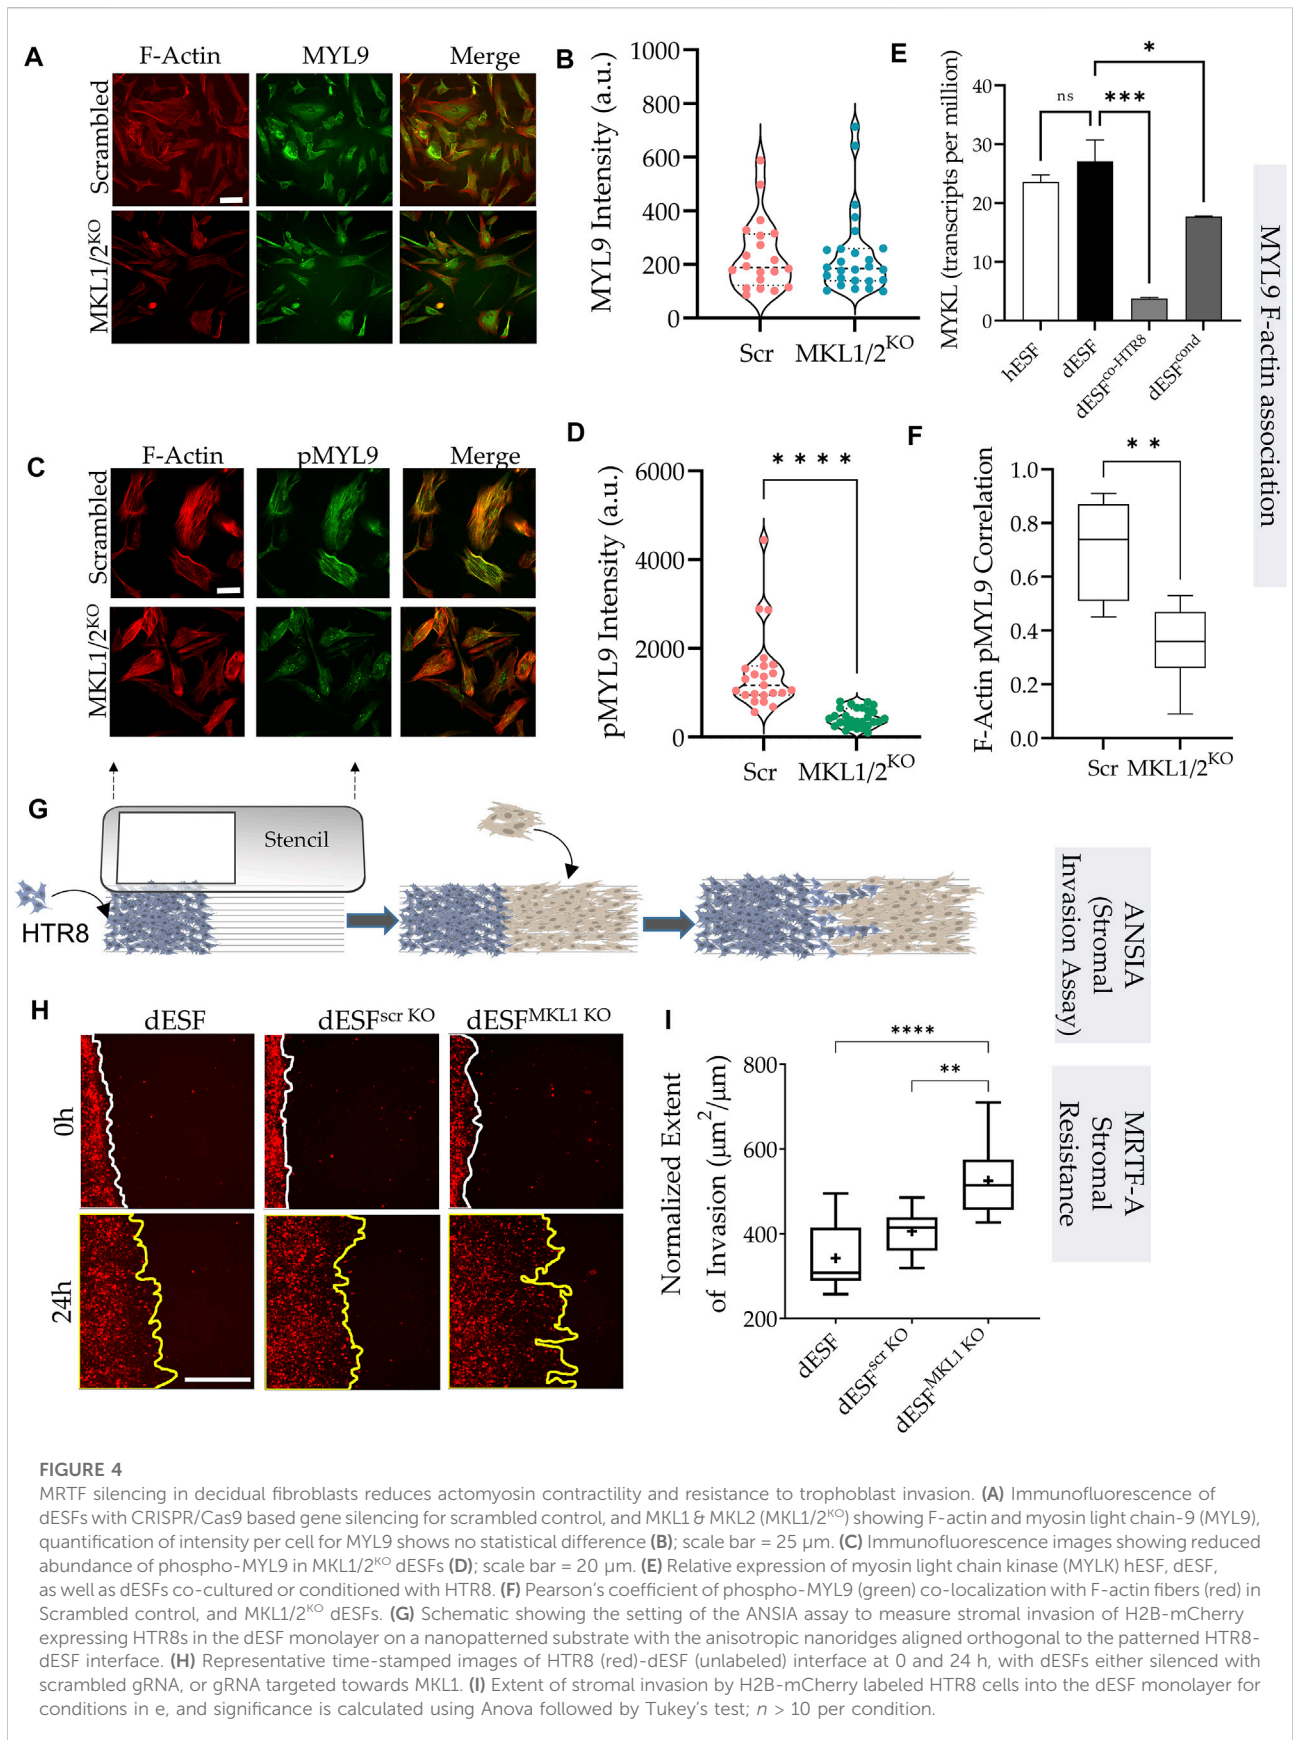 A
F-Actin MYL9 Merge
Scrambled
MKL1/2KO
B
MYL9 Intensity (a.u.)
1000
800
600
400
200
0
Scr MKL1/2KO
E
MYKL (transcripts per million)
40
30
20
10
0
ns *** *
hESF
dESF
dESFco-HTR8
dESFcond
MYL9 F-actin association
C
F-Actin pMYL9 Merge
Scrambled
MKL1/2KO
D
pMYL9 Intensity (a.u.)
6000
4000
2000
0
* * * *
Scr MKL1/2KO
F
F-Actin pMYL9 Correlation
1.0
0.8
0.6
0.4
0.2
0.0
* *
Scr MKL1/2KO
G
Stencil
HTR8
ANSIA
(Stromal
Invasion Assay)
H
dESF dESFscr KO dESFMKL1 KO
0h
24h
I
Normalized Extent
of Invasion (µm2/µm)
800
600
400
200
****
**
dESF
dESFscr KO
dESFMKL1 KO
MRTF-A
Stromal
Resistance
FIGURE 4
MRTF silencing in decidual fibroblasts reduces actomyosin contractility and resistance to trophoblast invasion. (A) Immunofluorescence of
dESFs with CRISPR/Cas9 based gene silencing for scrambled control, and MKL1 & MKL2 (MKL1/2KO) showing F-actin and myosin light chain-9 (MYL9),
quantification of intensity per cell for MYL9 shows no statistical difference (B); scale bar = 25 µm. (C) Immunofluorescence images showing reduced
abundance of phospho-MYL9 in MKL1/2KO dESFs (D); scale bar = 20 µm. (E) Relative expression of myosin light chain kinase (MYLK) hESF, dESF,
as well as dESFs co-cultured or conditioned with HTR8. (F) Pearson's coefficient of phospho-MYL9 (green) co-localization with F-actin fibers (red) in
Scrambled control, and MKL1/2KO dESFs. (G) Schematic showing the setting of the ANSIA assay to measure stromal invasion of H2B-mCherry
expressing HTR8s in the dESF monolayer on a nanopatterned substrate with the anisotropic nanoridges aligned orthogonal to the patterned HTR8-
dESF interface. (H) Representative time-stamped images of HTR8 (red)-dESF (unlabeled) interface at 0 and 24 h, with dESFs either silenced with
scrambled gRNA, or gRNA targeted towards MKL1. (I) Extent of stromal invasion by H2B-mCherry labeled HTR8 cells into the dESF monolayer for
conditions in e, and significance is calculated using Anova followed by Tukey's test; n > 10 per condition.